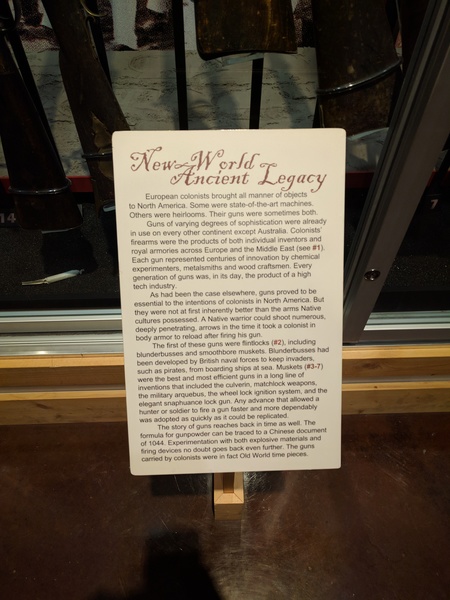 New World
Ancient Legacy
European colonists brought all manner of objects
to North America. Some were state-of-the-art machines.
Others were heirlooms. Their guns were sometimes both.
Guns of varying degrees of sophistication were already
in use on every other continent except Australia. Colonists'
firearms were the products of both individual inventors and
royal armories across Europe and the Middle East (see #1).
Each gun represented centuries of innovation by chemical
experimenters, metalsmiths and wood craftsmen. Every
generation of guns was, in its day, the product of a high
tech industry.
As had been the case elsewhere, guns proved to be
essential to the intentions of colonists in North America. But
they were not at first inherently better than the arms Native
cultures possessed. A Native warrior could shoot numerous,
deeply penetrating, arrows in the time it took a colonist in
body armor to reload after firing his gun.
The first of these guns were flintlocks (#2), including
blunderbusses and smoothbore muskets. Blunderbusses had
been developed by British naval forces to keep invaders,
such as pirates, from boarding ships at sea. Muskets (#3-7)
were the best and most efficient guns in a long line of
inventions that included the culverin, matchlock weapons,
the military arquebus, the wheel lock ignition system, and the
elegant snaphuance lock gun. Any advance that allowed a
hunter or soldier to fire a gun faster and more dependably
was adopted as quickly as it could be replicated.
The story of guns reaches back in time as well. The
formula for gunpowder can be traced to a Chinese document
of 1044. Experimentation with both explosive materials and
firing devices no doubt goes back even further. The guns
carried by colonists were in fact Old World time pieces.
14